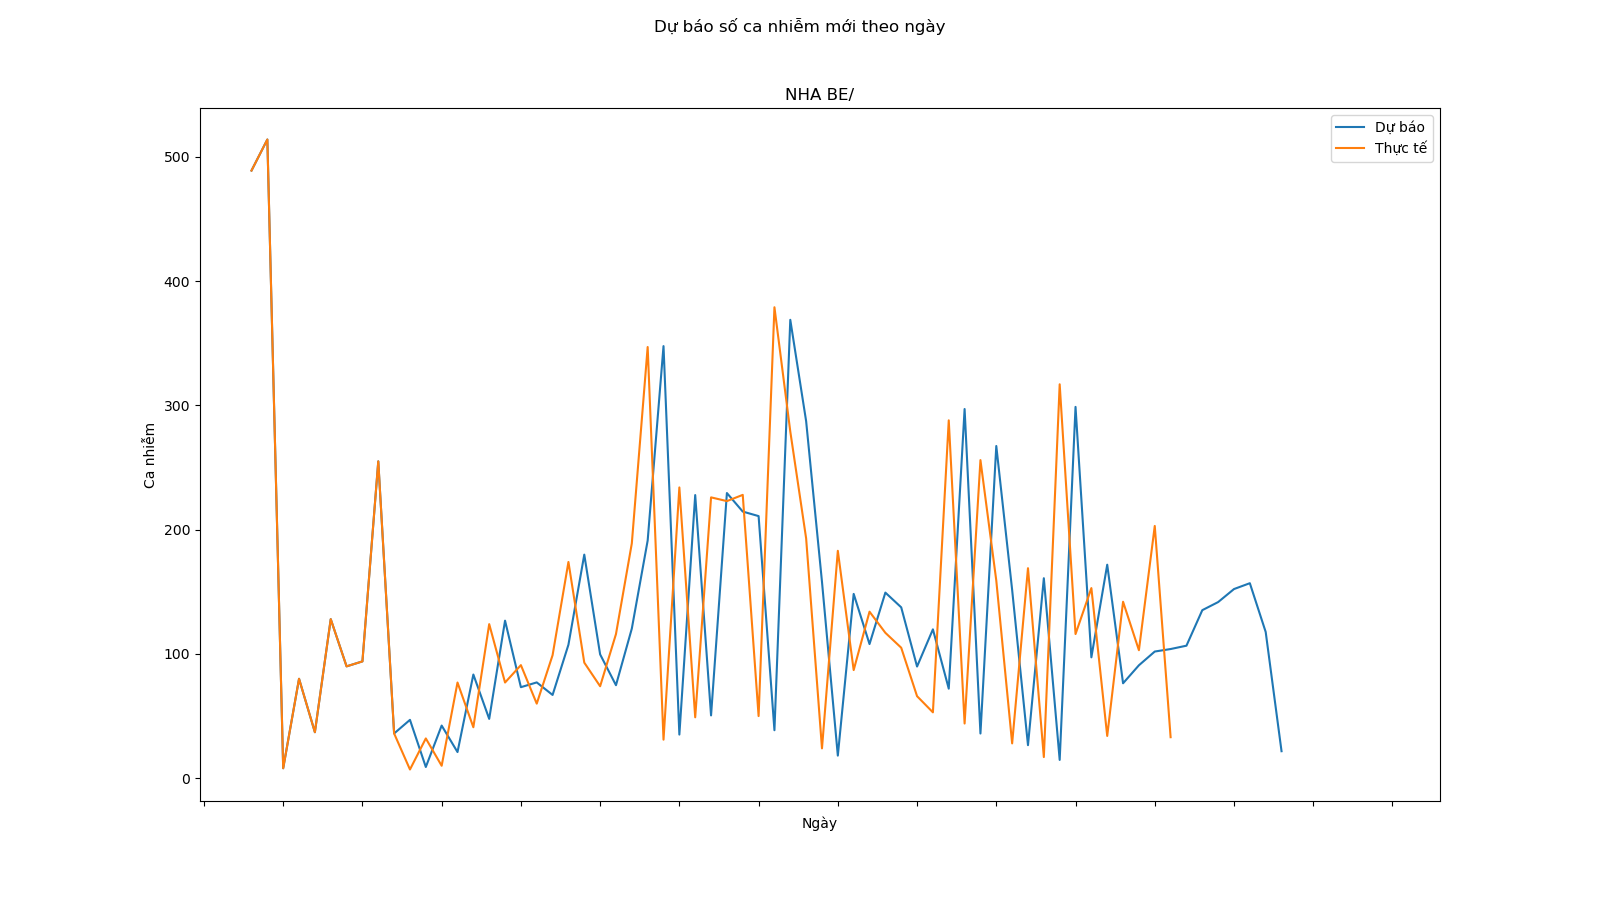 Dự báo số ca nhiễm mới theo ngày
NHA BE/
Dự báo
Thực tế
500
400
300
200
100
0
Ca nhiễm
Ngày